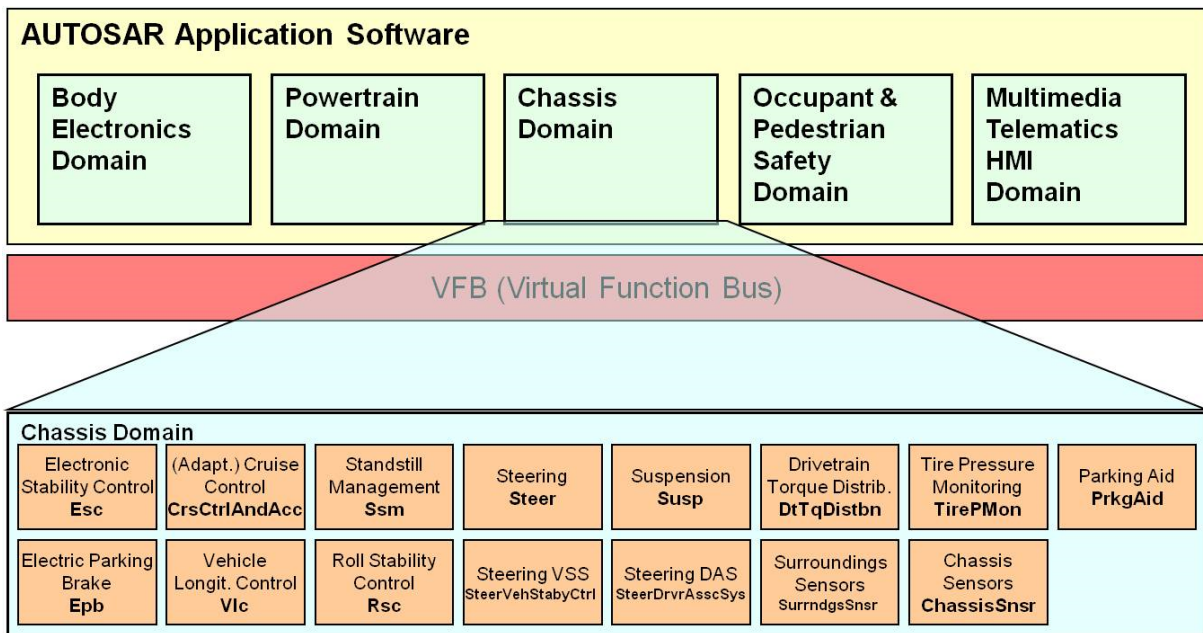 AUTOSAR Application Software
Body
Electronics
Domain
Powertrain
Domain
Chassis
Domain
Occupant &
Pedestrian
Safety
Domain
Multimedia
Telematics
HMI
Domain
VFB (Virtual Function Bus)
Chassis Domain
Electronic
Stability Control
Esc
(Adapt.) Cruise
Control
CrsCtrlAndAcc
Standstill
Management
Ssm
Steering
Steer
Suspension
Susp
Drivetrain
Torque Distrib.
DtTqDistbn
Tire Pressure
Monitoring
TirePMon
Parking Aid
PrkgAid
Electric Parking
Brake
Epb
Vehicle
Longit. Control
Vlc
Roll Stability
Control
Rsc
Steering VSS
SteerVehStabyCtrl
Steering DAS
SteerDrvrAsscSys
Surroundings
Sensors
SurrndgsSnsr
Chassis
Sensors
ChassisSnsr